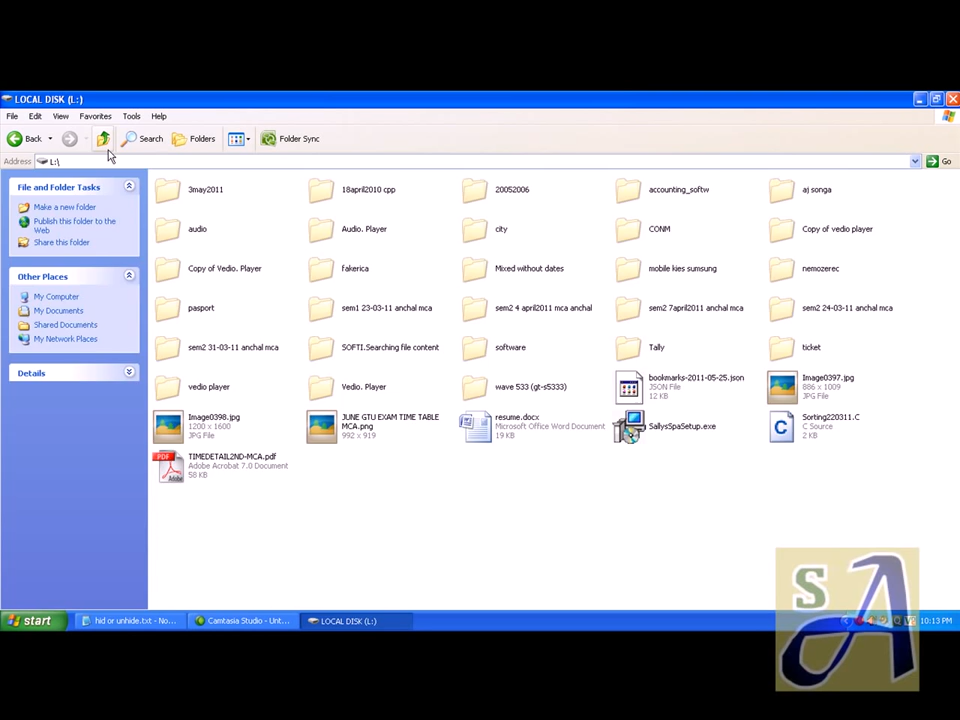 LOCAL DISK (L:)
File Edit View Favorites Tools Help
Back Search Folders Folder Sync
Address L:\ Go
File and Folder Tasks
Make a new folder
Publish this folder to the
Web
Share this folder
Other Places
My Computer
My Documents
Shared Documents
My Network Places
Details
3may2011 18april2010 cpp 20052006 accounting_softw aj songa
audio Audio. Player city CONM Copy of vedio player
Copy of Vedio. Player fakerica Mixed without dates mobile kies sumsung nemozerec
pasport sem1 23-03-11 anchal mca sem2 4 april2011 mca anchal sem2 7april2011 anchal mca sem2 24-03-11 anchal mca
sem2 31-03-11 anchal mca SOFTI.Searching file content software Tally ticket
vedio player Vedio. Player wave 533 (gt-s5333)
bookmarks-2011-05-25.json
JSON File
12 KB
Image0397.jpg
886 x 1009
JPG File
Image0398.jpg
1200 x 1600
JPG File
JUNE GTU EXAM TIME TABLE
MCA.png
992 x 919
resume.docx
Microsoft Office Word Document
19 KB
SallysSpaSetup.exe
C
Sorting220311.C
C Source
2 KB
PDF
Adobe
TIMEDETAIL2ND-MCA.pdf
Adobe Acrobat 7.0 Document
58 KB
start hid or unhide.txt - No... Camtasia Studio - Unt... LOCAL DISK (L:) 10:13 PM
SA